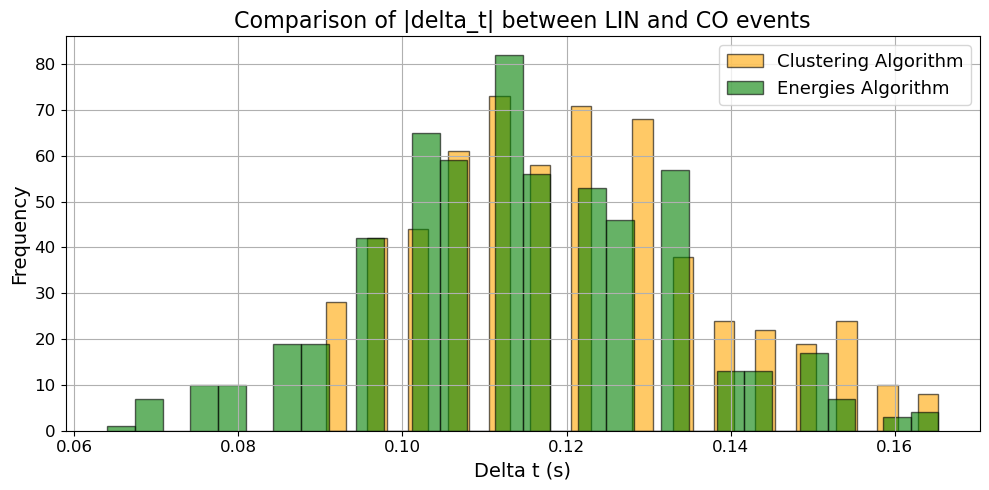 Comparison of |delta_t| between LIN and CO events
Clustering Algorithm
Energies Algorithm
Frequency
80
70
60
50
40
30
20
10
0
0.06 0.08 0.10 0.12 0.14 0.16
Delta t (s)